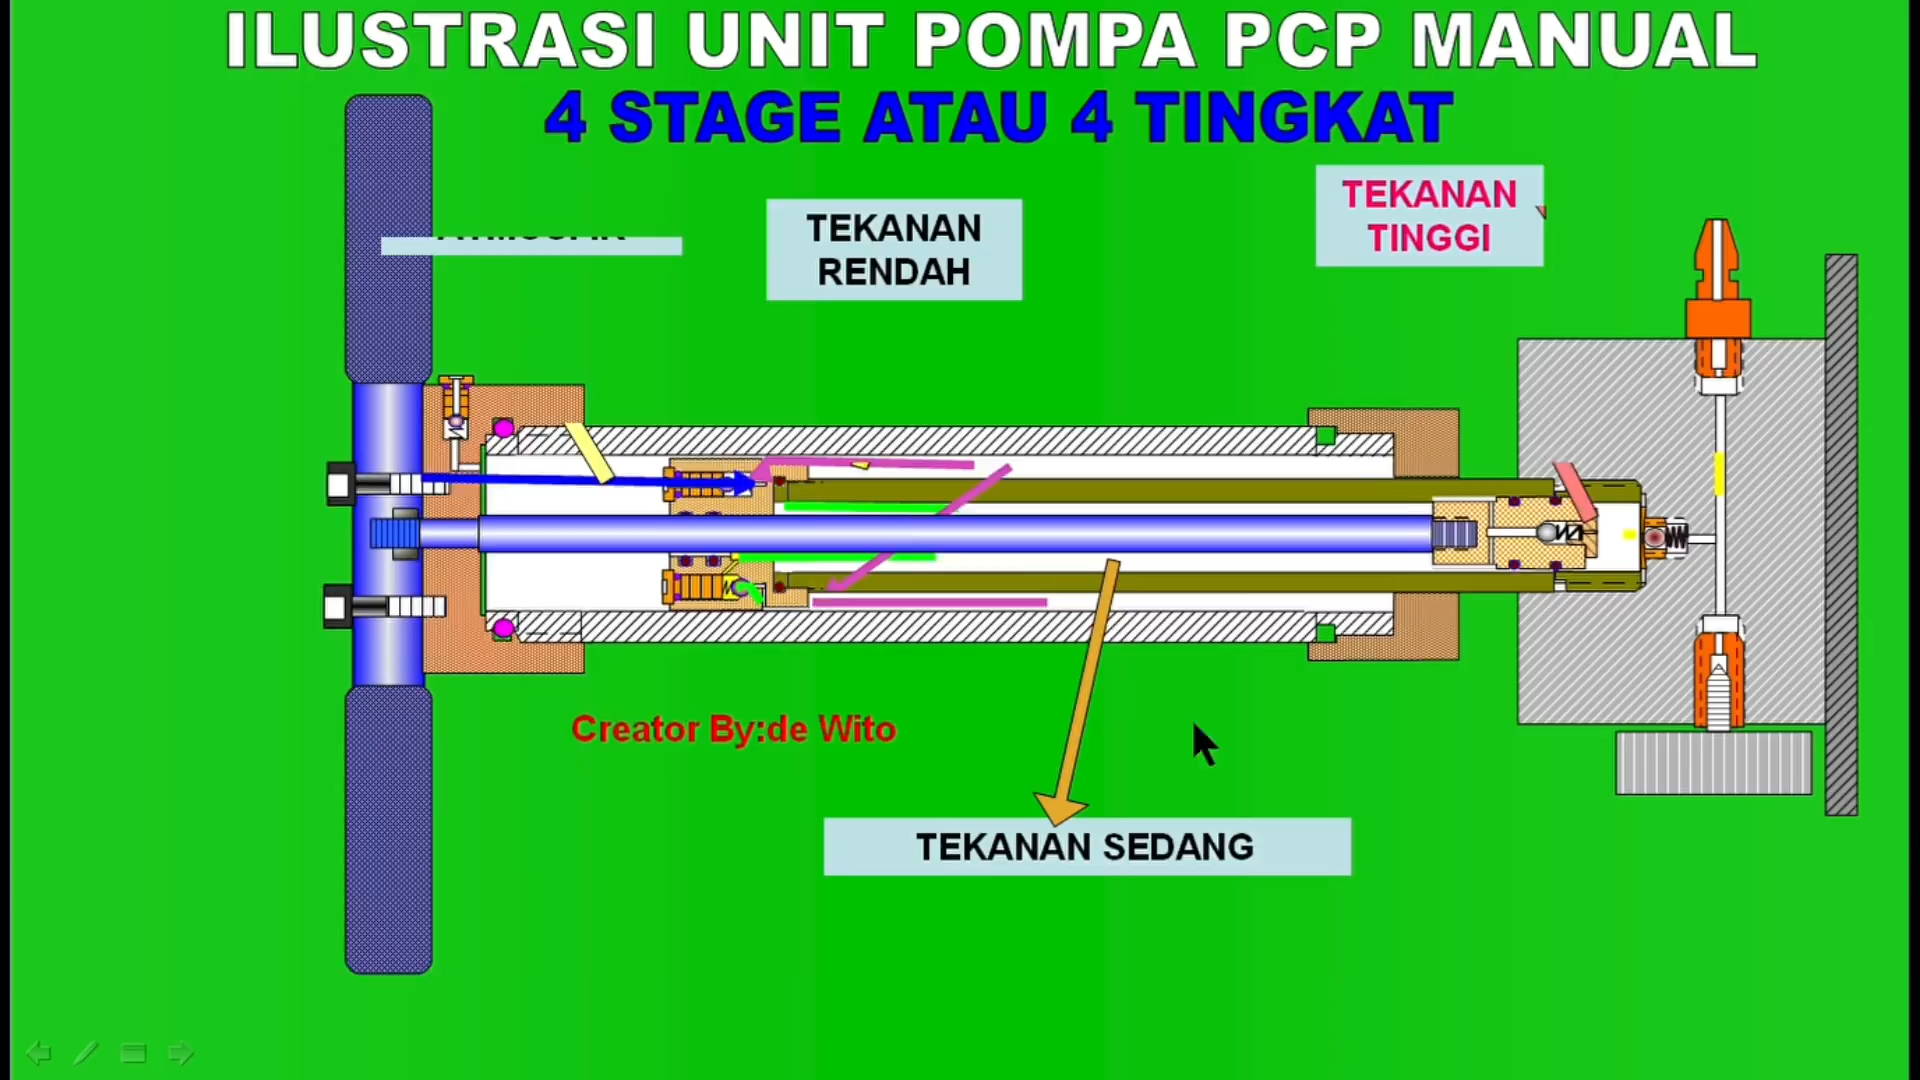 ILUSTRASI UNIT POMPA PCP MANUAL
4 STAGE ATAU 4 TINGKAT
TEKANAN
RENDAH
TEKANAN
TINGGI
Creator By:de Wito
TEKANAN SEDANG